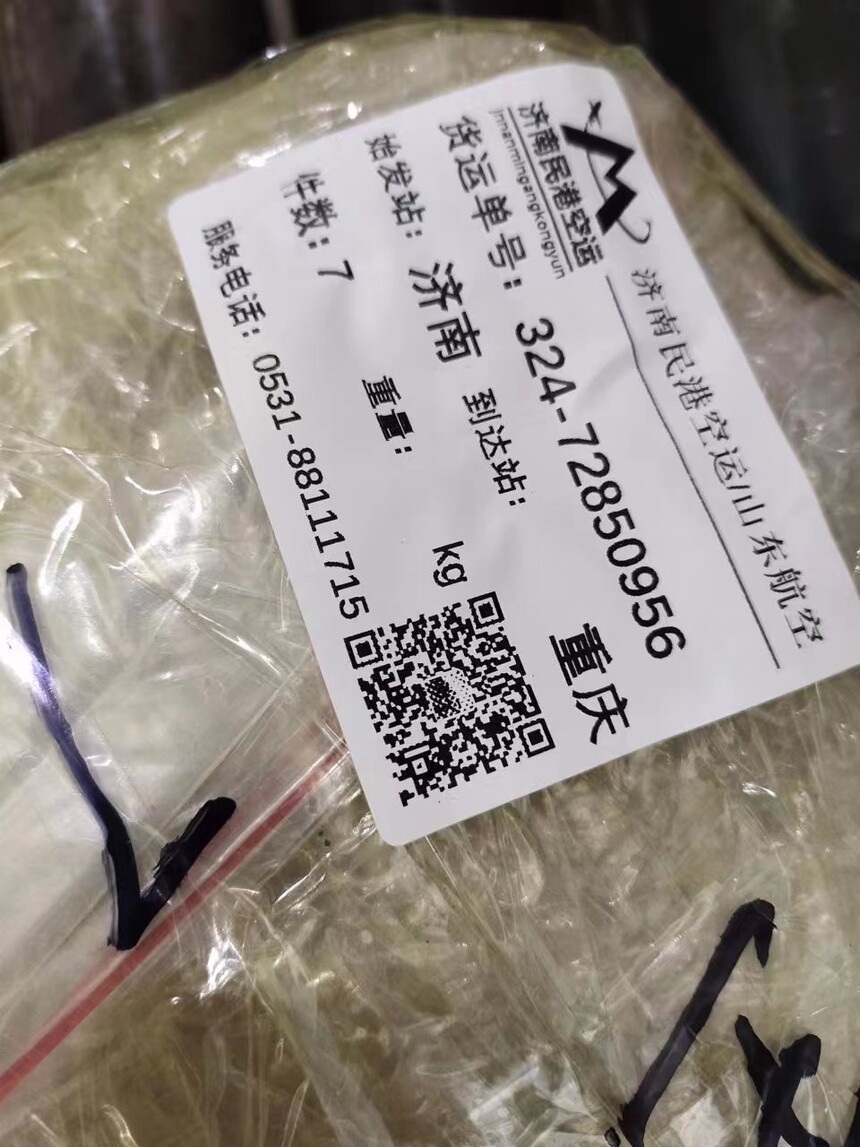 济南民港空运/山东航空
济南民港空运
jinanmingangkongyun
货运单号: 324-72850956
始发站: 济南 到达站: 重庆
件数: 7 重量: kg
服务电话: 0531-88111715